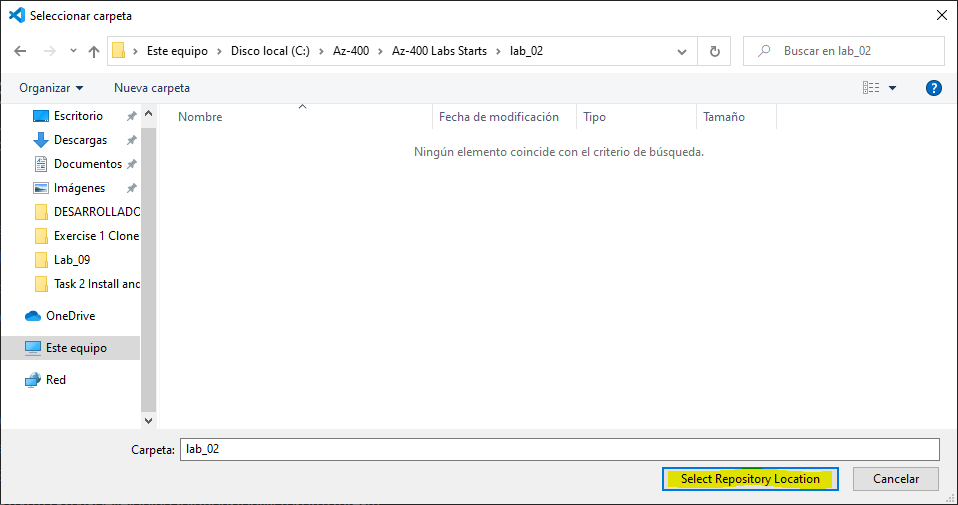 Seleccionar carpeta
Este equipo Disco local (C:) Az-400 Az-400 Labs Starts lab_02
Buscar en lab_02
Organizar
Nueva carpeta
?
Nombre
Fecha de modificación
Tipo
Tamaño
Ningún elemento coincide con el criterio de búsqueda.
Escritorio
Descargas
Documentos
Imágenes
DESARROLLADO
Exercise 1 Clone
Lab_09
Task 2 Install and
OneDrive
Este equipo
Red
Carpeta:
lab_02
Select Repository Location
Cancelar